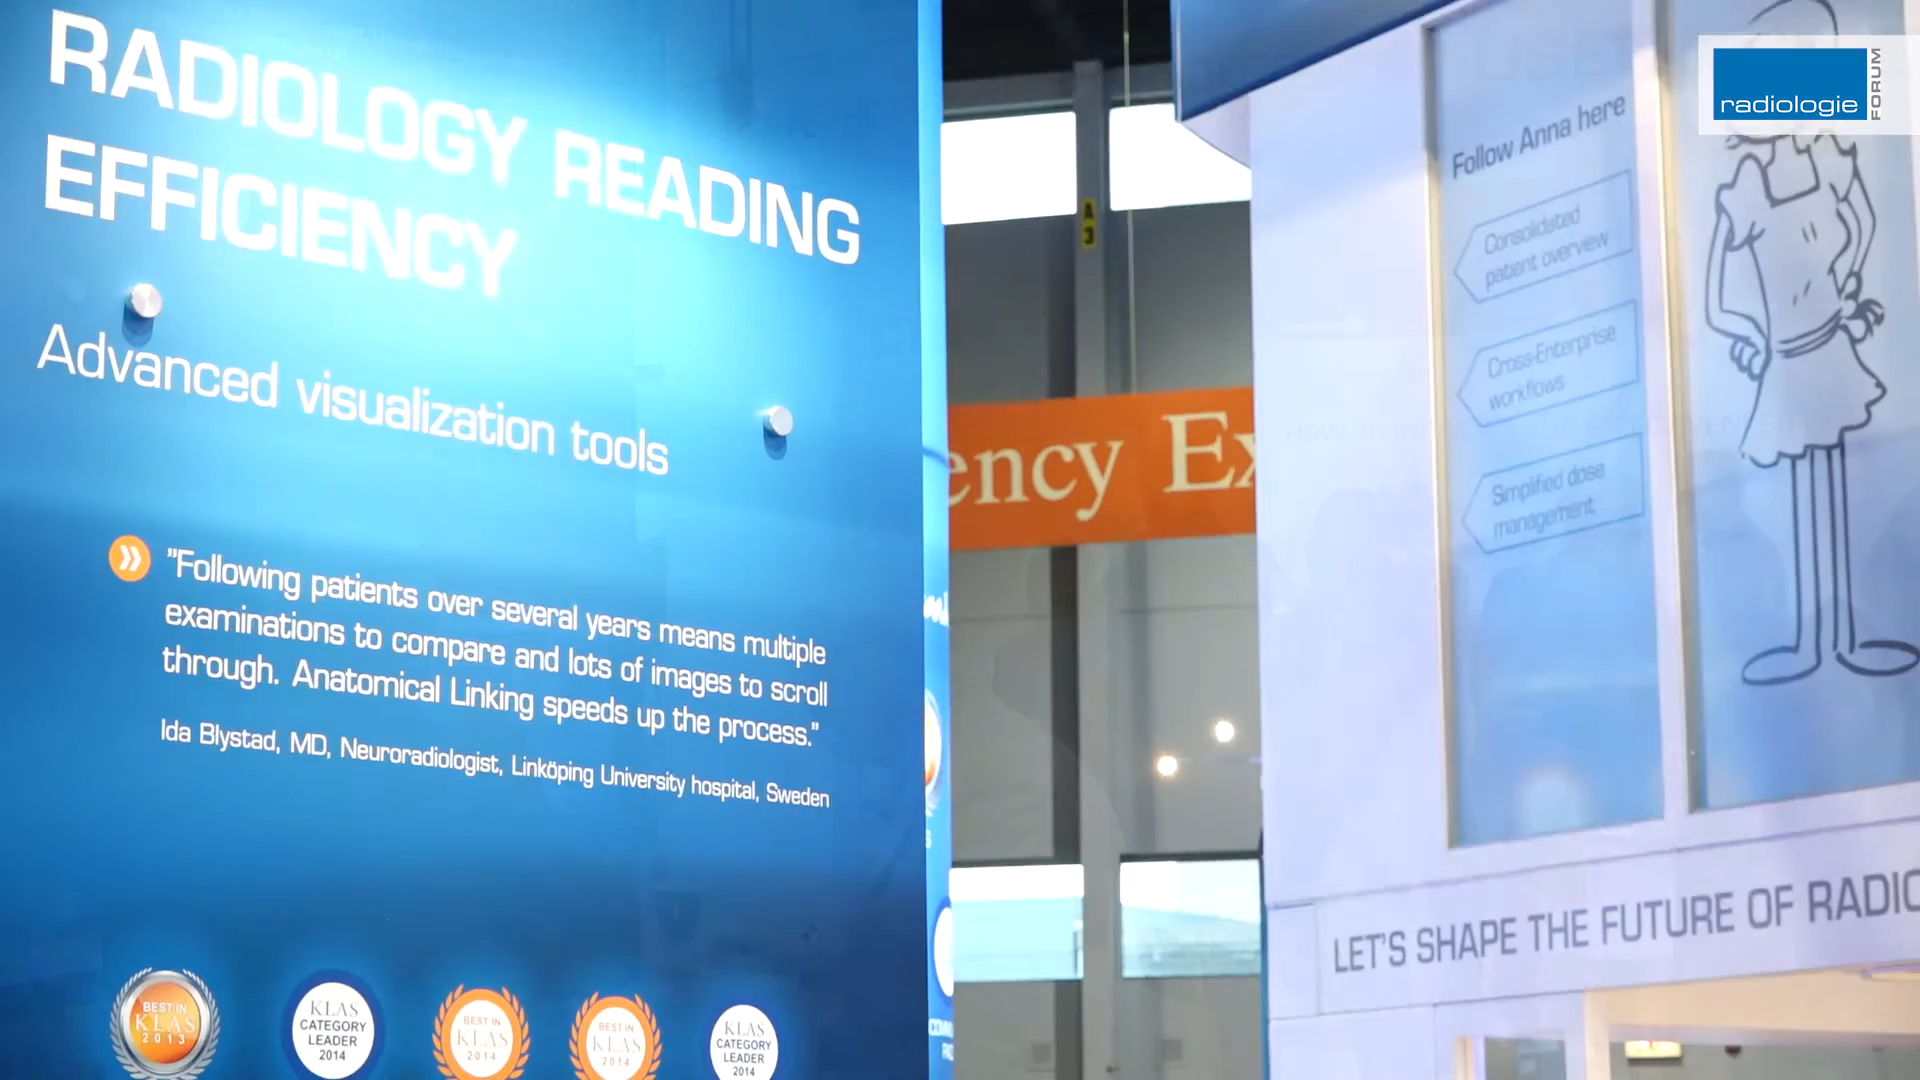 RADIOLOGY READING
EFFICIENCY
Advanced visualization tools
"Following patients over several years means multiple
examinations to compare and lots of images to scroll
through. Anatomical Linking speeds up the process."
Ida Blystad, MD, Neuroradiologist, Linköping University hospital, Sweden
BEST IN
KLAS
2013
KLAS
CATEGORY
LEADER
2014
BEST IN
KLAS
2014
BEST IN
KLAS
2014
KLAS
CATEGORY
LEADER
2014
A
3
ency Ex
Follow Anna here
Consolidated
patient overview
Cross-Enterprise
workflows
Simplified dose
management
LET'S SHAPE THE FUTURE OF RADIO
radiologie
FORUM